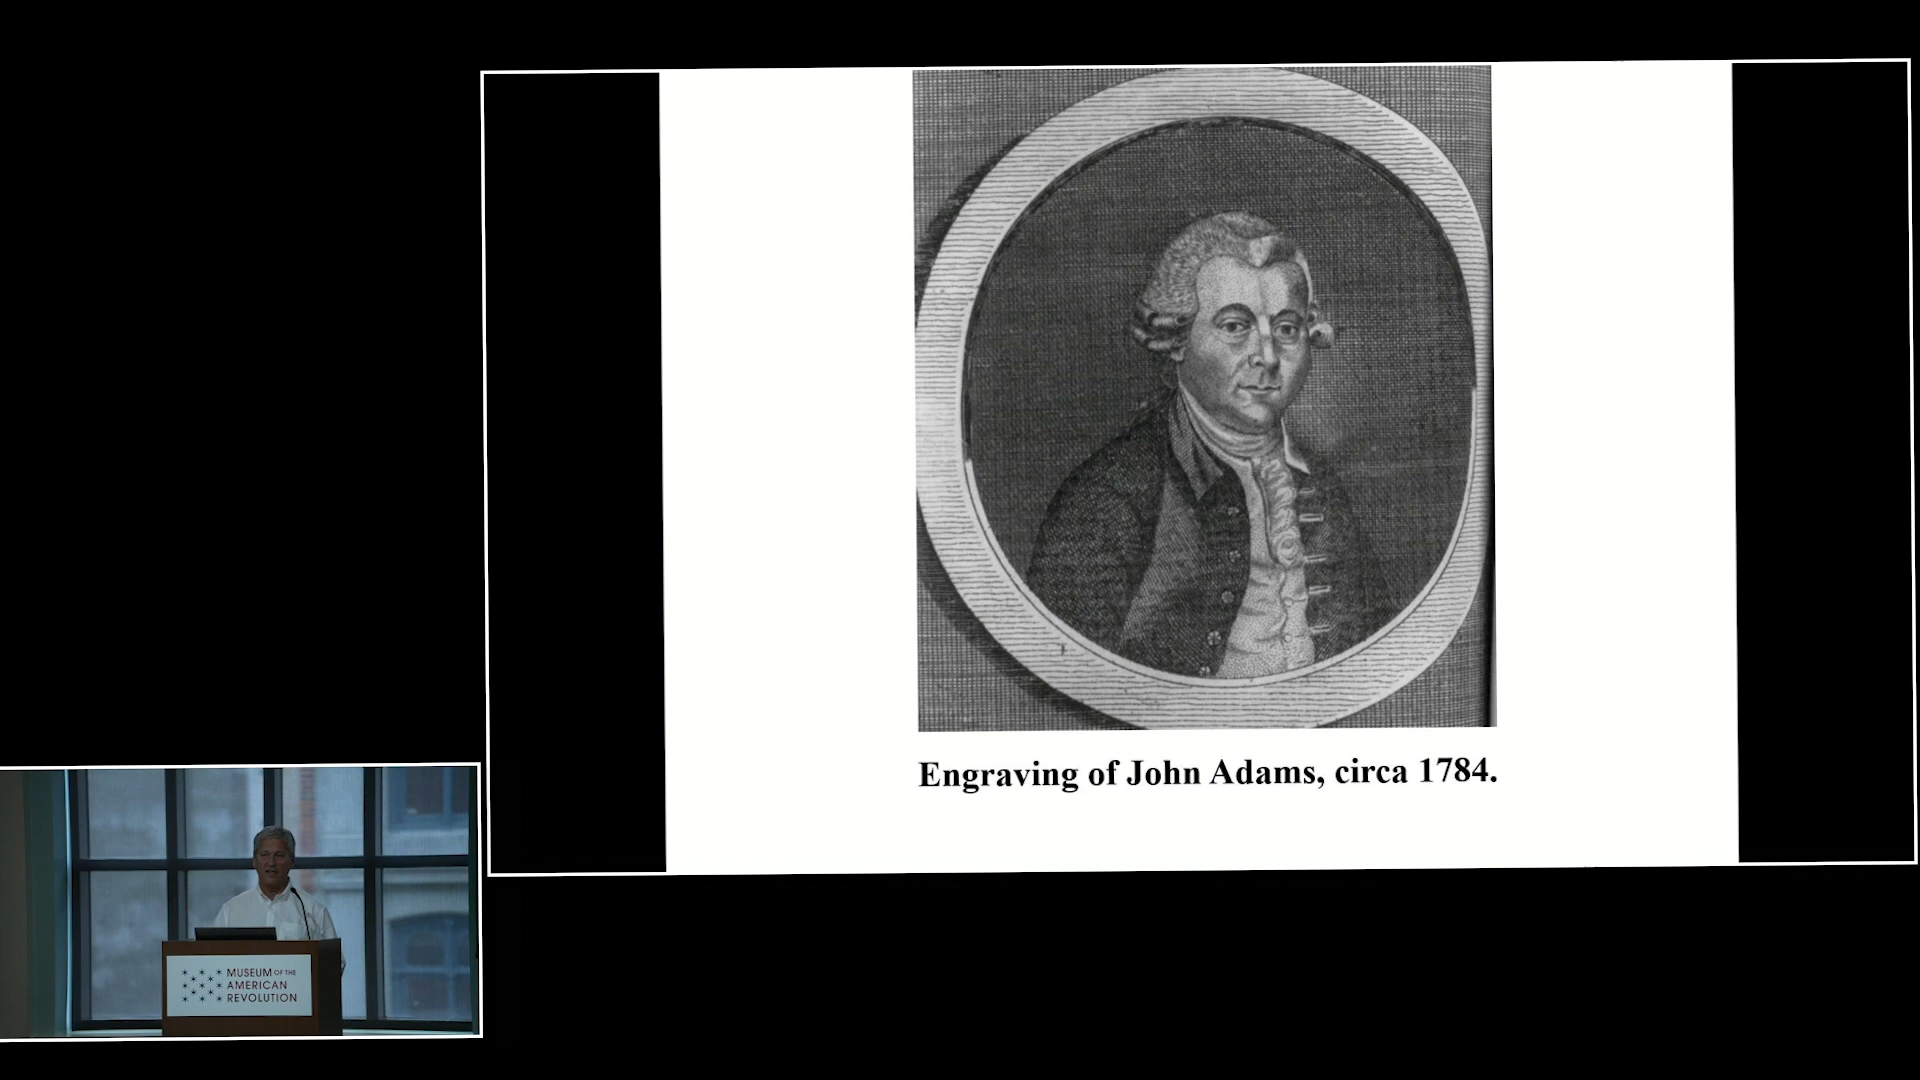 Engraving of John Adams, circa 1784.
MUSEUM OF THE
AMERICAN
REVOLUTION